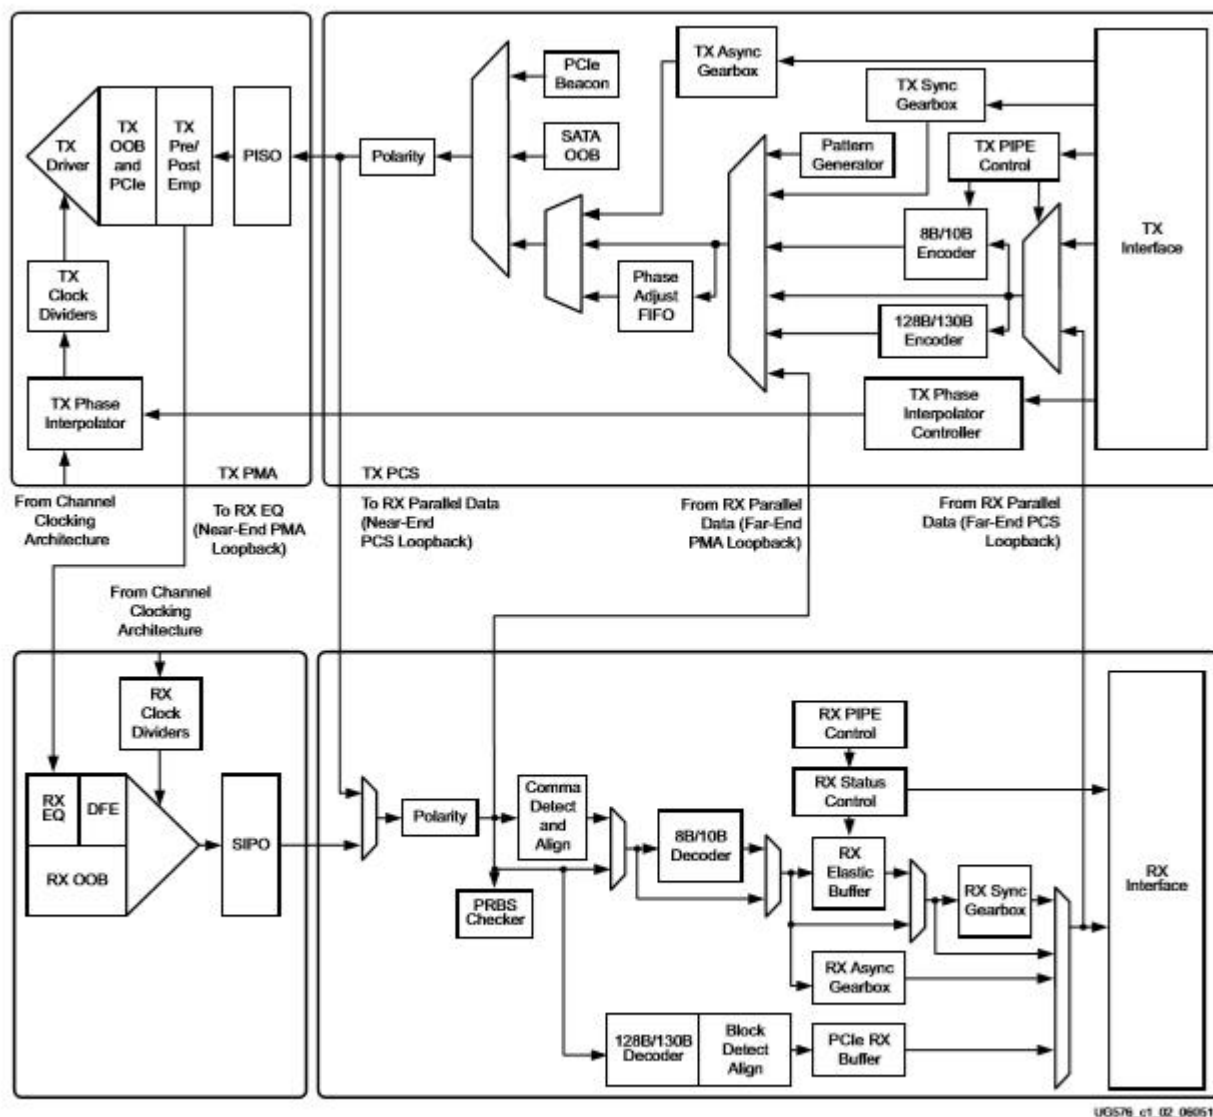 TX
Driver
TX
OOB
and
PCIe
TX
Pre/
Post
Emp
PISO
Polarity
PCIe
Beacon
SATA
OOB
TX Async
Gearbox
TX Sync
Gearbox
Pattern
Generator
TX PIPE
Control
8B/10B
Encoder
128B/130B
Encoder
Phase
Adjust
FIFO
TX
Interface
TX
Clock
Dividers
TX Phase
Interpolator
TX Phase
Interpolator
Controller
TX PMA
TX PCS
From Channel
Clocking
Architecture
To RX EQ
(Near-End PMA
Loopback)
To RX Parallel Data
(Near-End
PCS Loopback)
From RX Parallel
Data (Far-End
PMA Loopback)
From RX Parallel
Data (Far-End PCS
Loopback)
From Channel
Clocking
Architecture
RX
Clock
Dividers
RX
EQ
DFE
RX OOB
SIPO
Polarity
Comma
Detect
and
Align
PRBS
Checker
8B/10B
Decoder
RX PIPE
Control
RX Status
Control
RX
Elastic
Buffer
RX Sync
Gearbox
RX Async
Gearbox
128B/130B
Decoder
Block
Detect
Align
PCIe RX
Buffer
RX
Interface
UG576_c1_02_06051